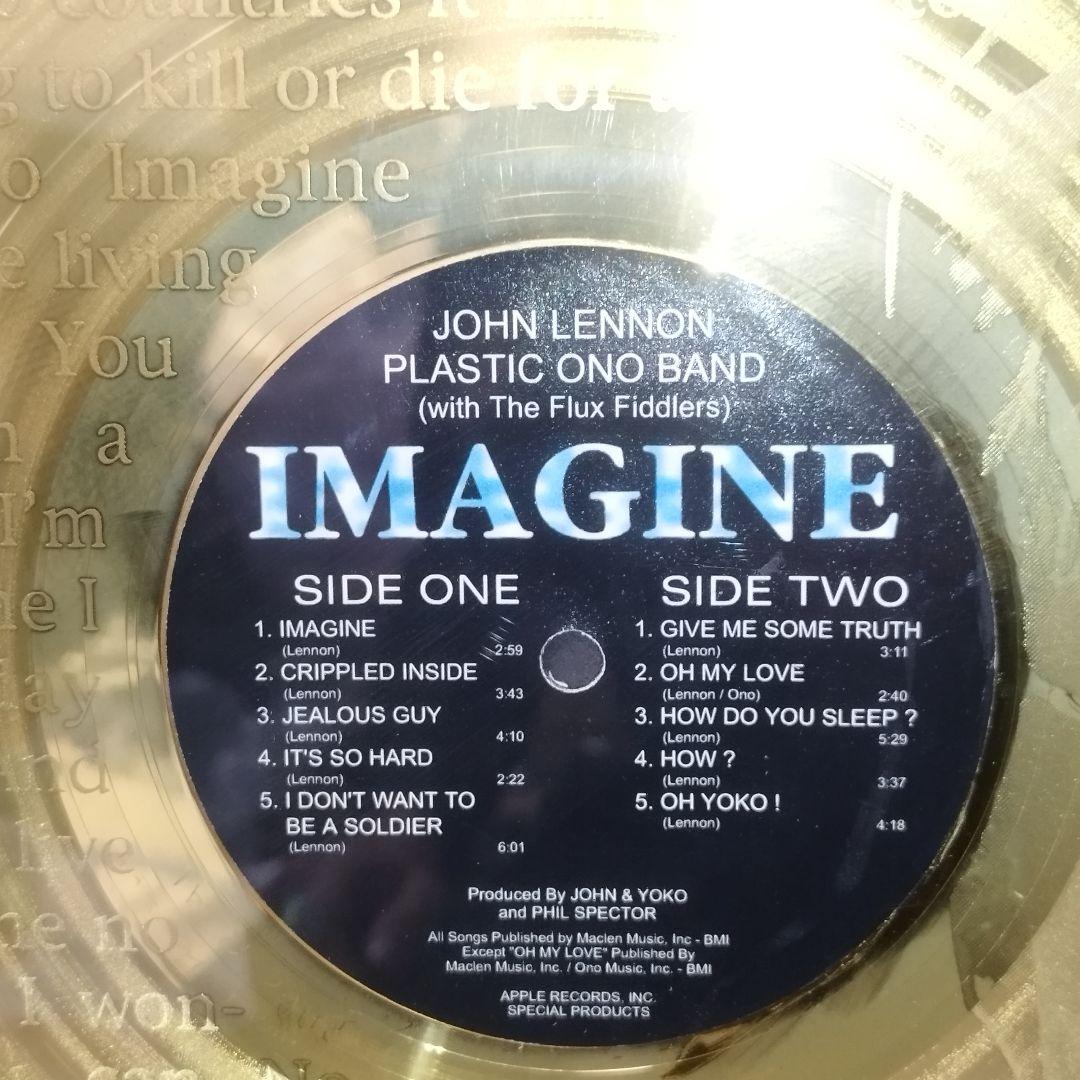 countries it
to kill or die for a
Imagine
living
You
a
I'm
I
I've
no
I won-
JOHN LENNON
PLASTIC ONO BAND
(with The Flux Fiddlers)
IMAGINE
SIDE ONE
1. IMAGINE
(Lennon) 2:59
2. CRIPPLED INSIDE
(Lennon) 3:43
3. JEALOUS GUY
(Lennon) 4:10
4. IT'S SO HARD
(Lennon) 2:22
5. I DON'T WANT TO
BE A SOLDIER
(Lennon) 6:01
SIDE TWO
1. GIVE ME SOME TRUTH
(Lennon) 3:11
2. OH MY LOVE
(Lennon / Ono) 2:40
3. HOW DO YOU SLEEP ?
(Lennon) 5:29
4. HOW ?
(Lennon) 3:37
5. OH YOKO !
(Lennon) 4:18
Produced By JOHN & YOKO
and PHIL SPECTOR
All Songs Published by Maclen Music, Inc - BMI
Except "OH MY LOVE" Published By
Maclen Music, Inc. / Ono Music, Inc. - BMI
APPLE RECORDS, INC.
SPECIAL PRODUCTS